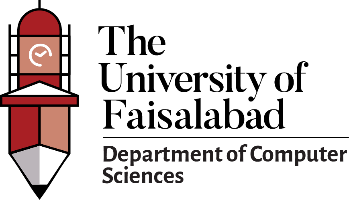 The
University of
Faisalabad
Department of Computer
Sciences